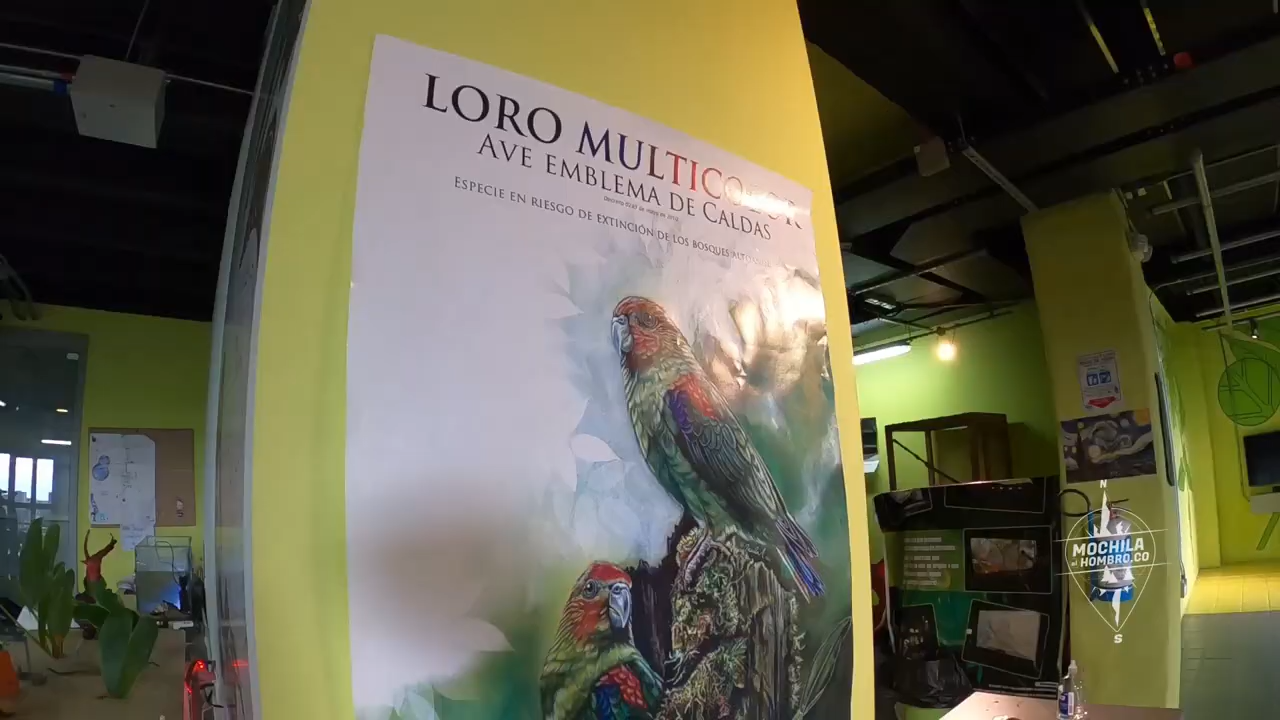 LORO MULTICOLOR
AVE EMBLEMA DE CALDAS
ESPECIE EN RIESGO DE EXTINCIÓN DE LOS BOSQUES
MOCHILA
al HOMBRO.CO
N
S